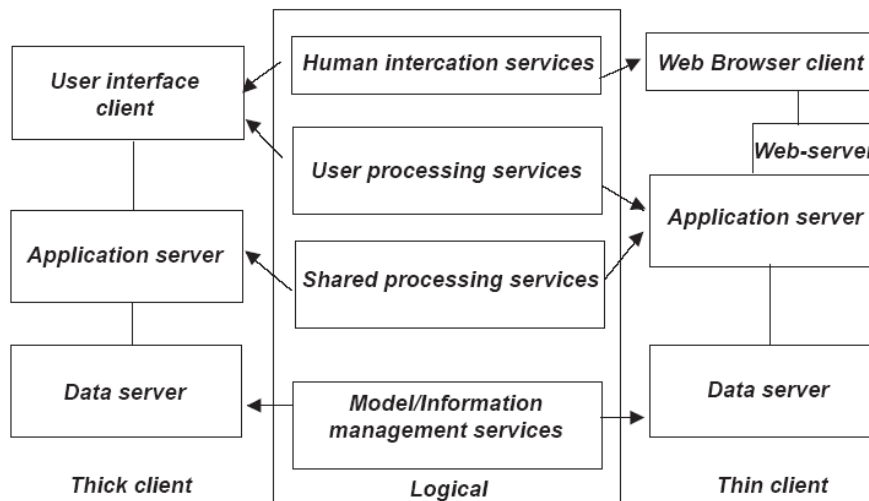 User interface
client
Application server
Data server
Thick client
Human intercation services
User processing services
Shared processing services
Model/Information
management services
Logical
Web Browser client
Web-server
Application server
Data server
Thin client